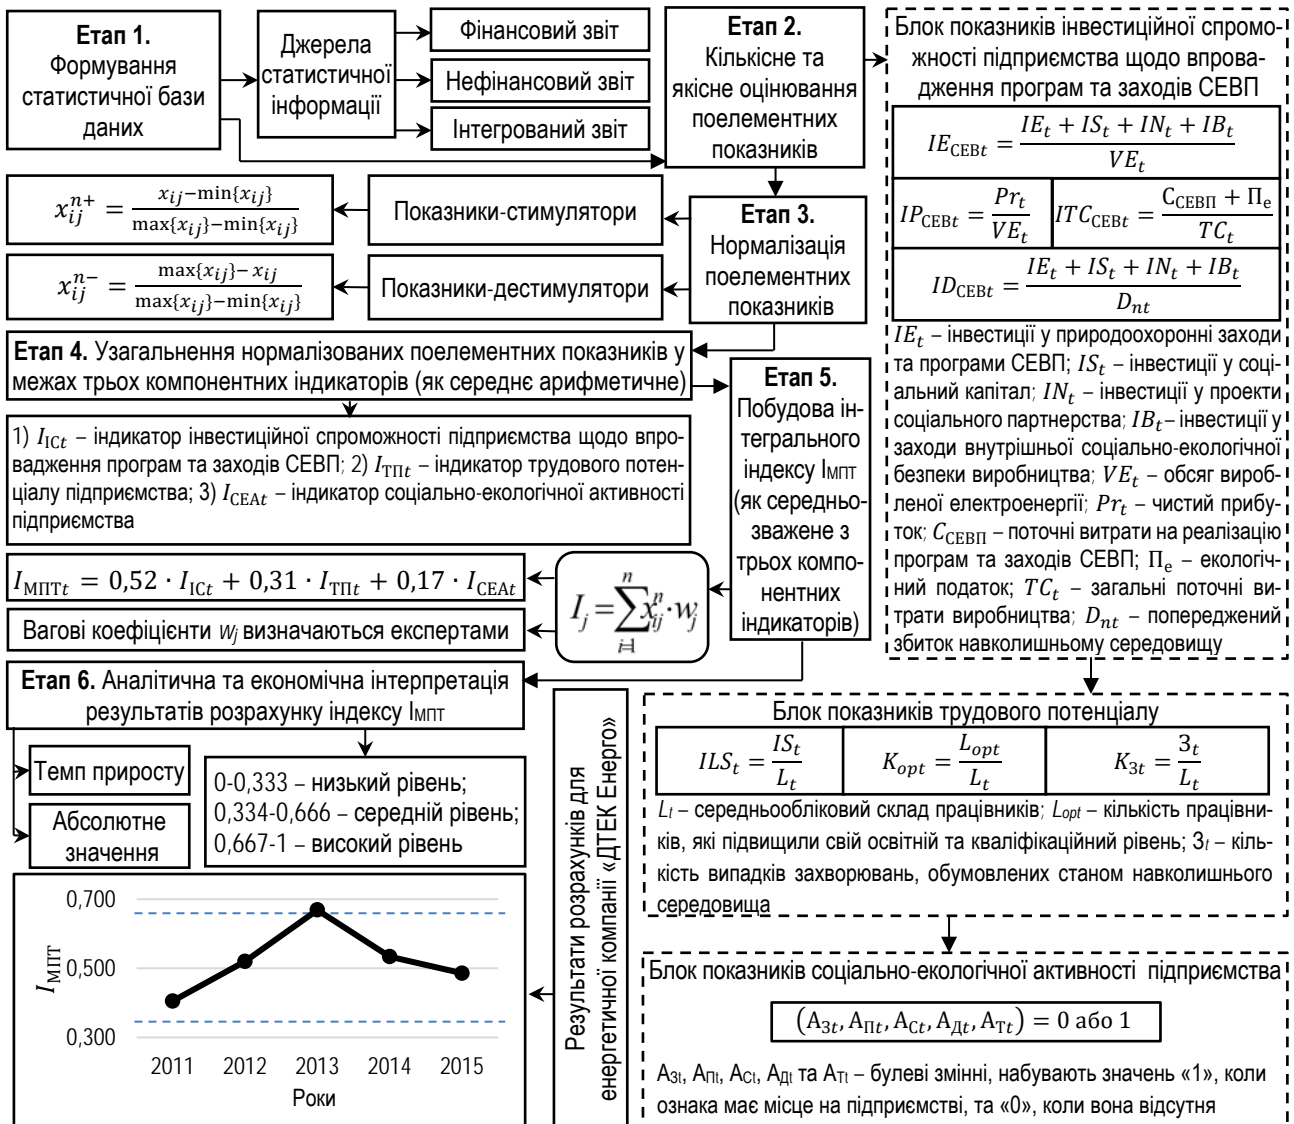 Етап 1.
Формування
статистичної бази
даних
Джерела
статистичної
інформації
Фінансовий звіт
Нефінансовий звіт
Інтегрований звіт
Етап 2.
Кількісне та
якісне оцінювання
поелементних
показників
Блок показників інвестиційної спромо-
жності підприємства щодо впрова-
дження програм та заходів СЕВП
IE_СЕВt = (IE_t + IS_t + IN_t + IB_t) / VE_t
IP_СЕВt = Pr_t / VE_t
ITC_СЕВt = (С_СЕВП + П_е) / TC_t
ID_СЕВt = (IE_t + IS_t + IN_t + IB_t) / D_nt
IE_t – інвестиції у природоохоронні заходи
та програми СЕВП; IS_t – інвестиції у соці-
альний капітал; IN_t – інвестиції у проекти
соціального партнерства; IB_t – інвестиції у
заходи внутрішньої соціально-екологічної
безпеки виробництва; VE_t – обсяг вироб-
леної електроенергії; Pr_t – чистий прибу-
ток; C_СЕВП – поточні витрати на реалізацію
програм та заходів СЕВП; П_е – екологіч-
ний податок; TC_t – загальні поточні ви-
трати виробництва; D_nt – попереджений
збиток навколишньому середовищу
x_ij^n+ = (x_ij−min{x_ij}) / (max{x_ij}−min{x_ij})
Показники-стимулятори
x_ij^n− = (max{x_ij}− x_ij) / (max{x_ij}−min{x_ij})
Показники-дестимулятори
Етап 3.
Нормалізація
поелементних
показників
Етап 4. Узагальнення нормалізованих поелементних показників у
межах трьох компонентних індикаторів (як середнє арифметичне)
1) I_ІСt – індикатор інвестиційної спроможності підприємства щодо впро-
вадження програм та заходів СЕВП; 2) I_ТПt – індикатор трудового потен-
ціалу підприємства; 3) I_СЕАt – індикатор соціально-екологічної активності
підприємства
Етап 5.
Побудова ін-
тегрального
індексу I_МПТ
(як середньо-
зважене з
трьох компо-
нентних
індикаторів)
I_МПТt = 0,52 · I_ІСt + 0,31 · I_ТПt + 0,17 · I_СЕАt
Вагові коефіцієнти w_j визначаються експертами
I_j = ∑_{i=1}^{n} x_ij^n · w_j
Етап 6. Аналітична та економічна інтерпретація
результатів розрахунку індексу I_МПТ
Темп приросту
Абсолютне
значення
0-0,333 – низький рівень;
0,334-0,666 – середній рівень;
0,667-1 – високий рівень
0,700
0,500
0,300
I_МПТ
2011 2012 2013 2014 2015
Роки
Результати розрахунків для
енергетичної компанії «ДТЕК Енерго»
Блок показників трудового потенціалу
ILS_t = IS_t / L_t
K_opt = L_opt / L_t
K_Зt = З_t / L_t
L_t – середньообліковий склад працівників; L_opt – кількість працівни-
ків, які підвищили свій освітній та кваліфікаційний рівень; З_t – кіль-
кість випадків захворювань, обумовлених станом навколишнього
середовища
Блок показників соціально-екологічної активності підприємства
(А_Зt, А_Пt, А_Сt, А_Дt, А_Тt) = 0 або 1
А_Зt, А_Пt, А_Сt, А_Дt та А_Тt – булеві змінні, набувають значень «1», коли
ознака має місце на підприємстві, та «0», коли вона відсутня